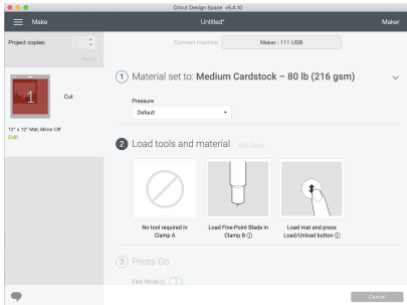 Cricut Design Space v5.4.10
Make
Untitled*
Maker
Project copies:
1
Apply
Connect machine.
Maker : 111 USB
1 Material set to: Medium Cardstock – 80 lb (216 gsm)
1
Cut
Pressure
Default
12" x 12" Mat; Mirror Off
Edit
2 Load tools and material Edit Tools
No tool required in
Clamp A
Load Fine-Point Blade in
Clamp B
Load mat and press
Load/Unload button
3 Press Go
Fast Mode
Cancel